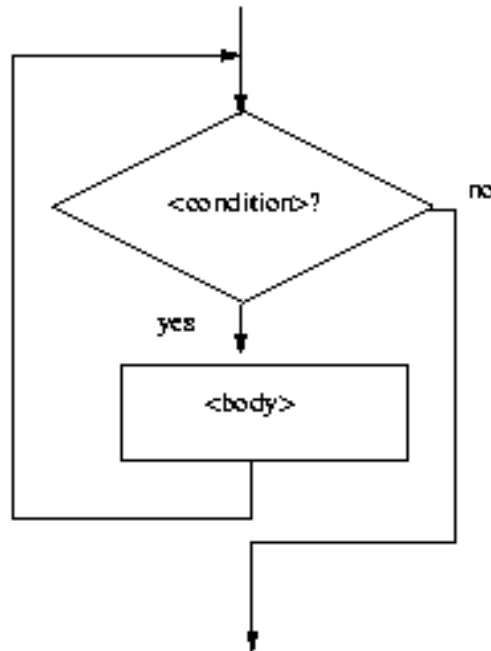 <condition>?
no
yes
<body>